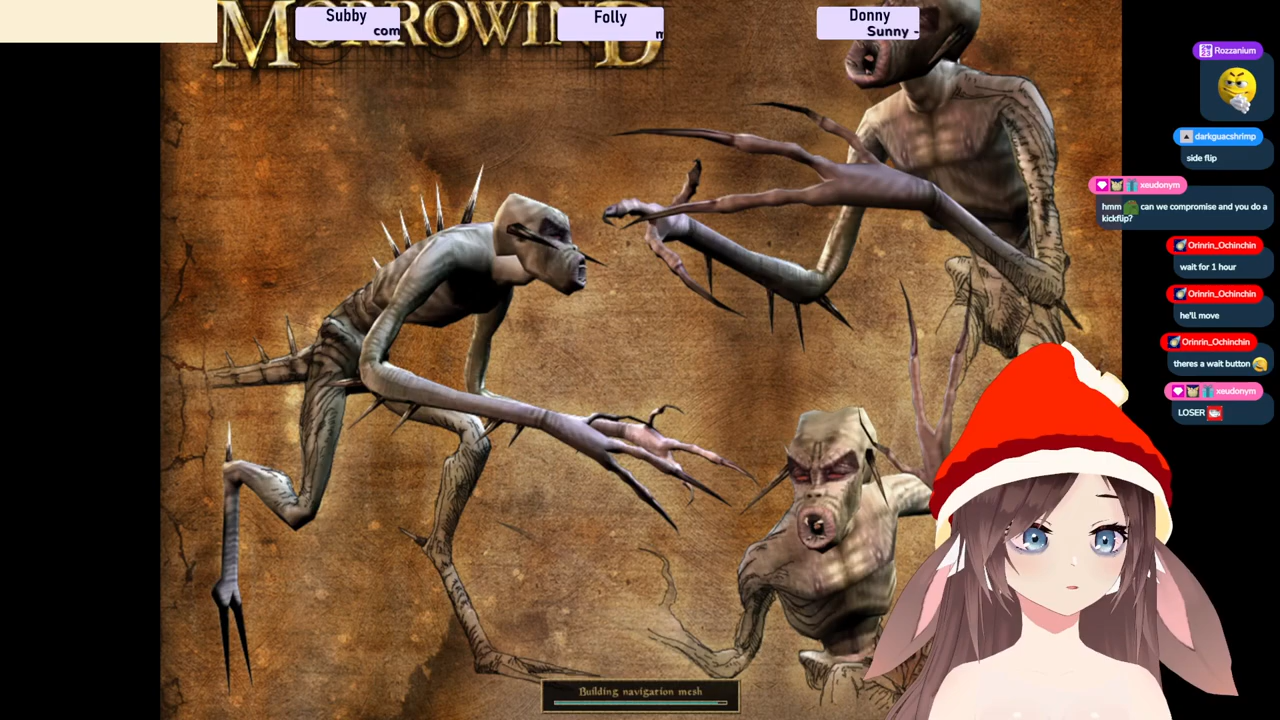 MORROWIND
Subby
com
Folly
Donny
Sunny -
Rozzanium
darkguacshrimp
side flip
xeudonym
hmm can we compromise and you do a
kickflip?
Orinrin_Ochinchin
wait for 1 hour
Orinrin_Ochinchin
he'll move
Orinrin_Ochinchin
theres a wait button
xeudonym
LOSER
Building navigation mesh